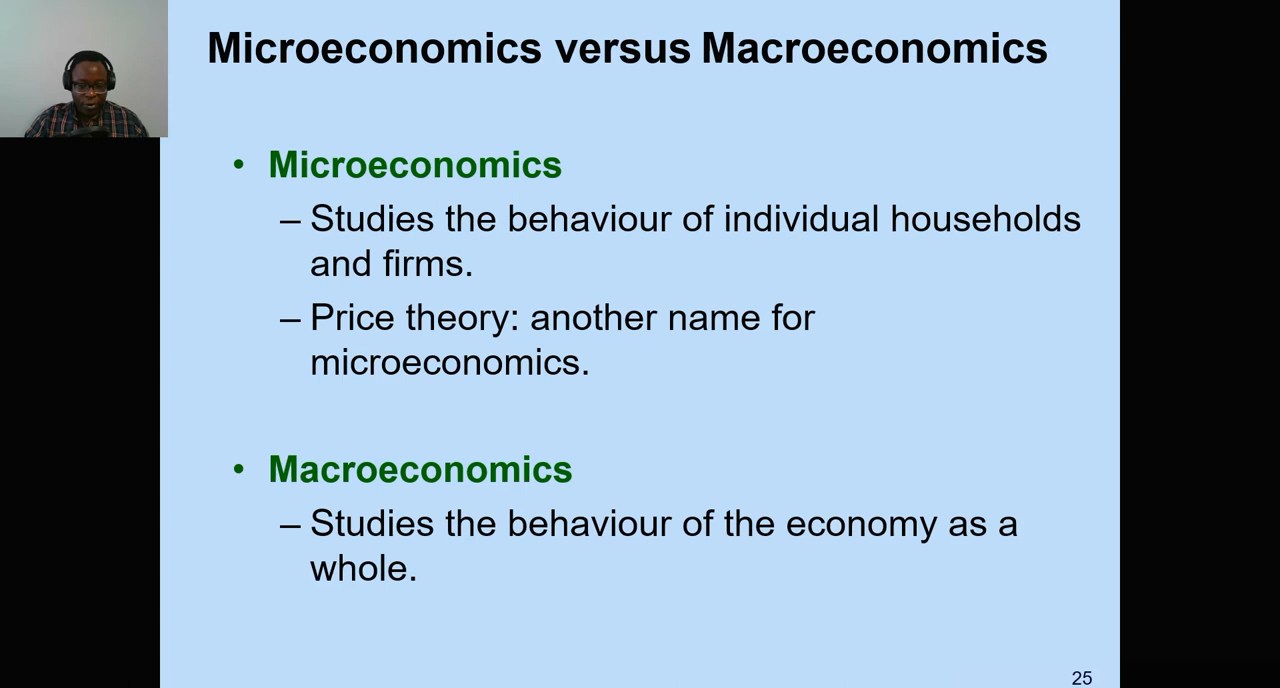 Microeconomics versus Macroeconomics
• Microeconomics
– Studies the behaviour of individual households
and firms.
– Price theory: another name for
microeconomics.
• Macroeconomics
– Studies the behaviour of the economy as a
whole.
25